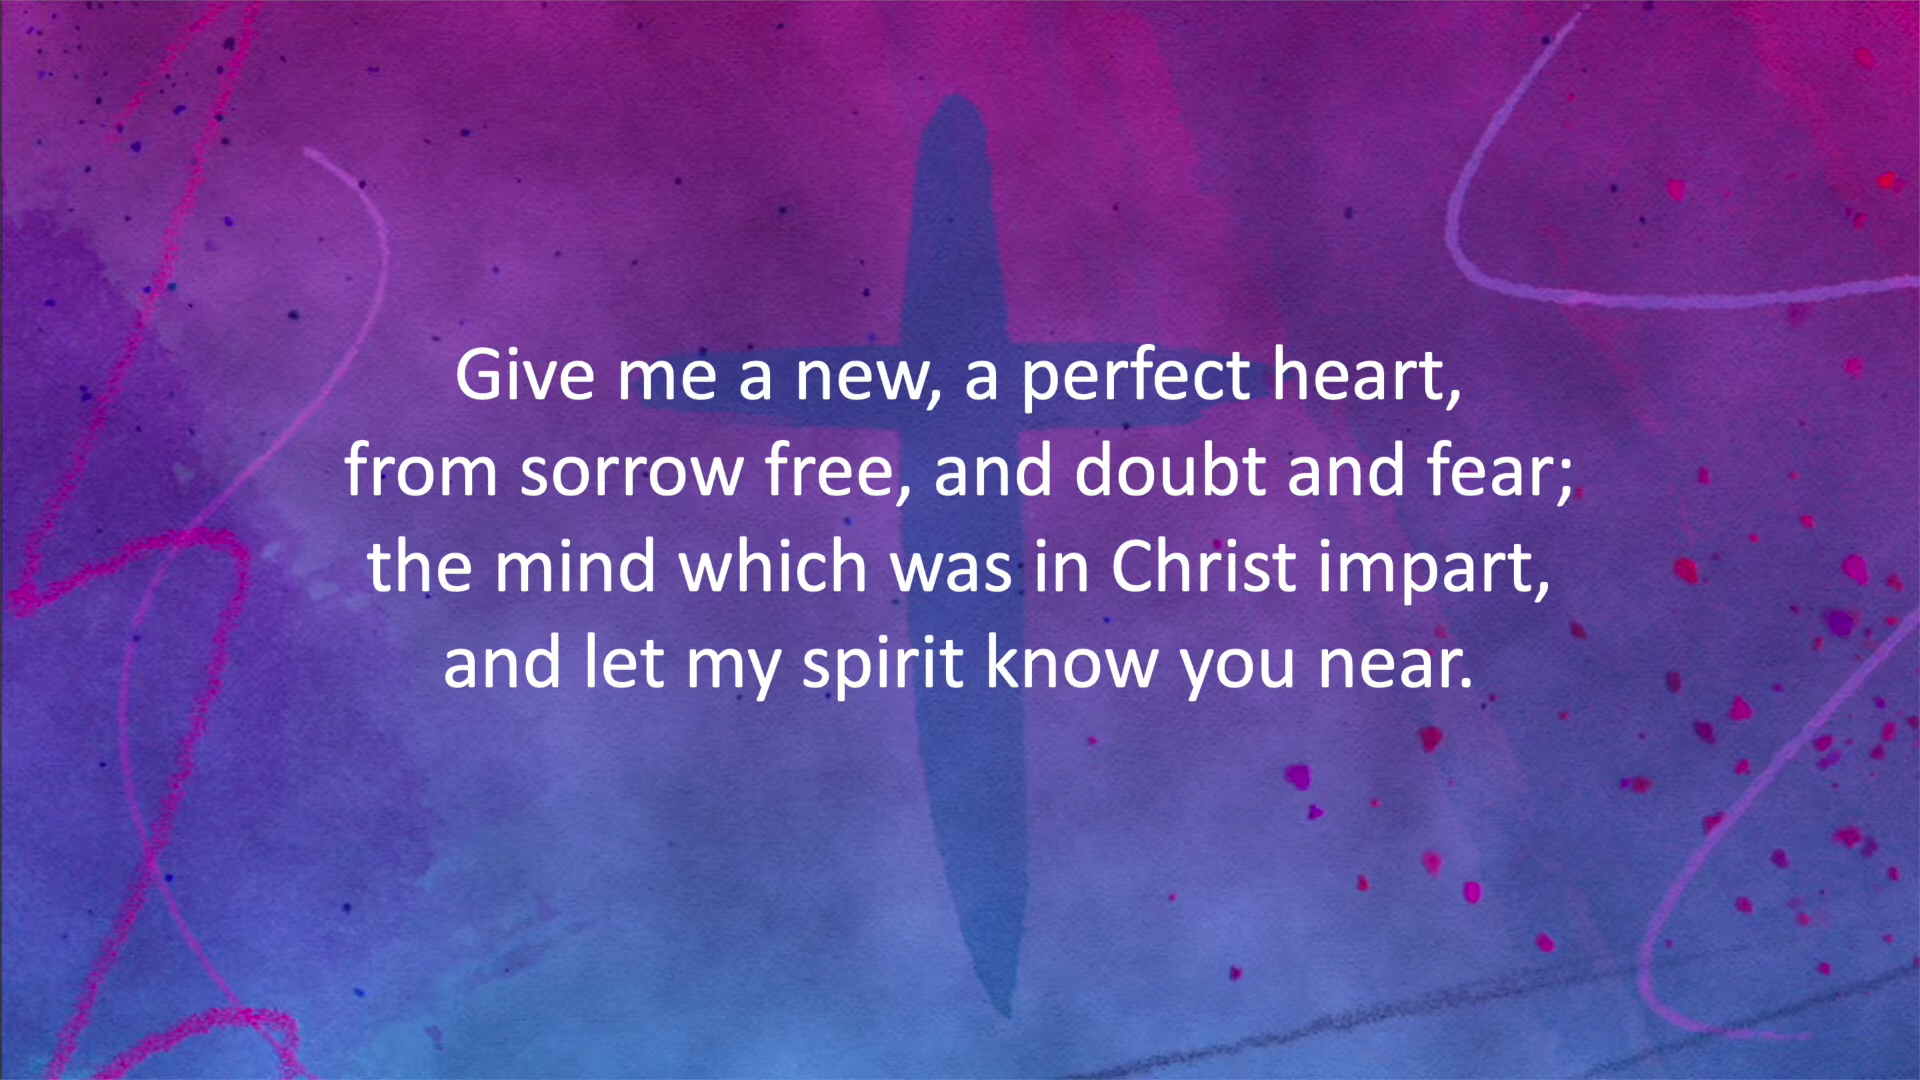 Give me a new, a perfect heart,
from sorrow free, and doubt and fear;
the mind which was in Christ impart,
and let my spirit know you near.